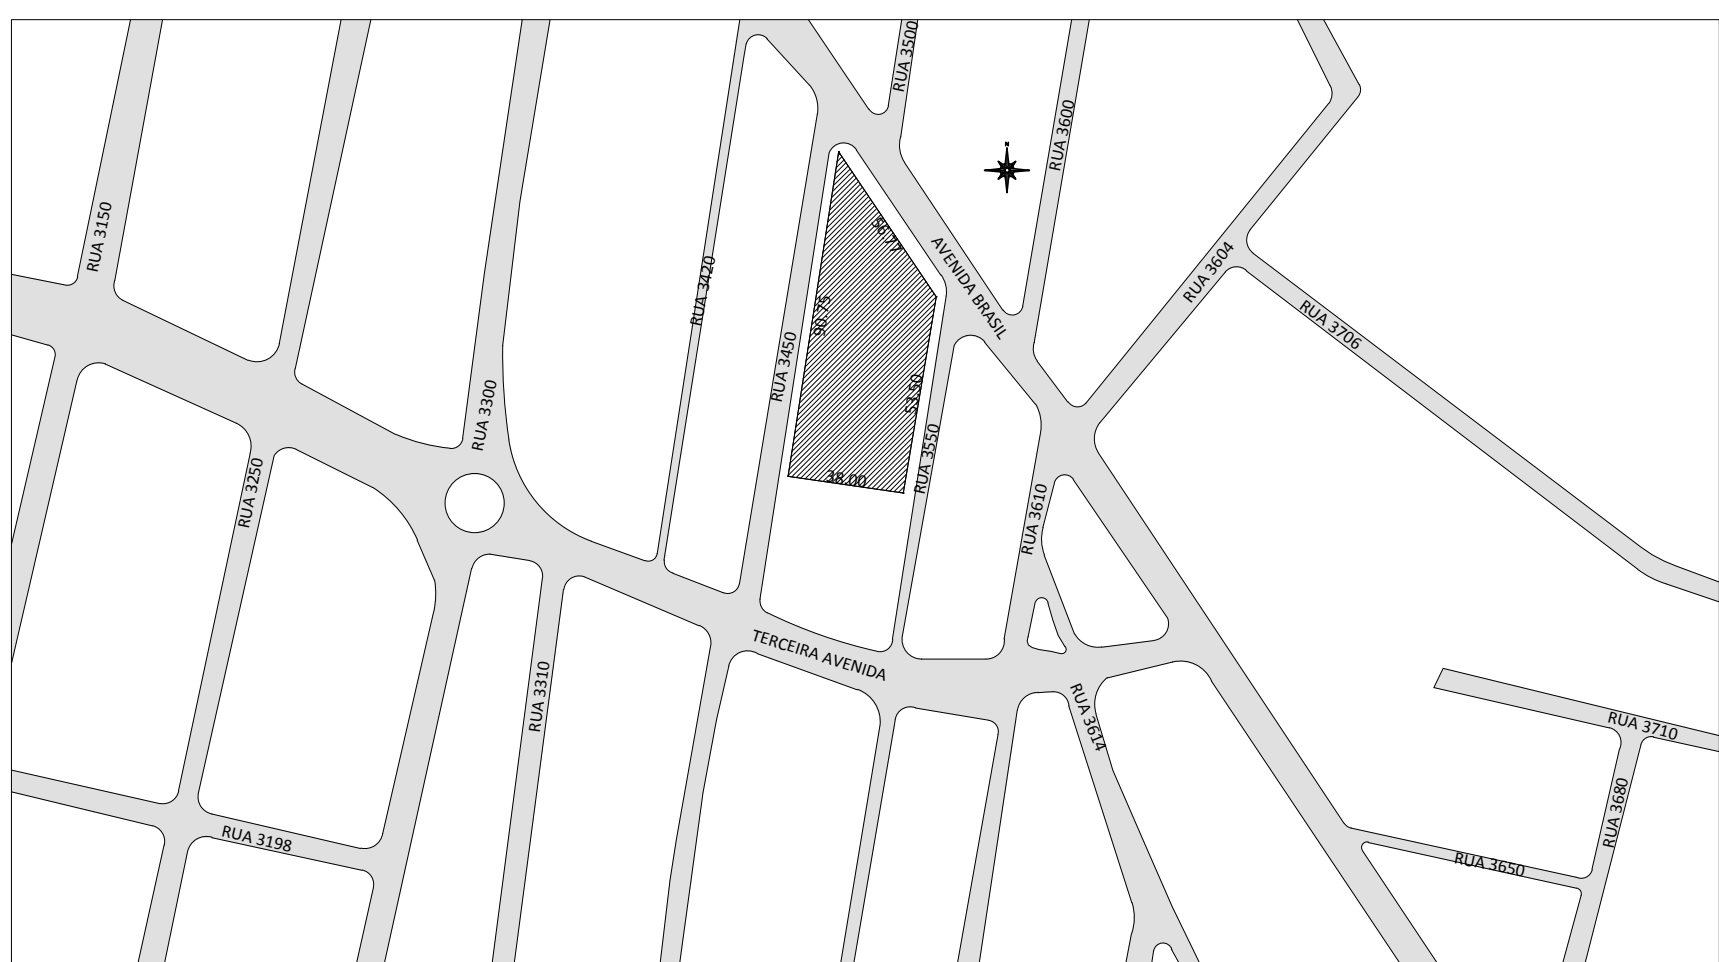 RUA 3500
RUA 3600
N
RUA 3150
56.77
AVENIDA BRASIL
RUA 3604
RUA 3420
90.75
RUA 3706
RUA 3450
53.50
RUA 3300
RUA 3550
RUA 3250
38.00
RUA 3610
TERCEIRA AVENIDA
RUA 3310
RUA 3614
RUA 3710
RUA 3680
RUA 3198
RUA 3650